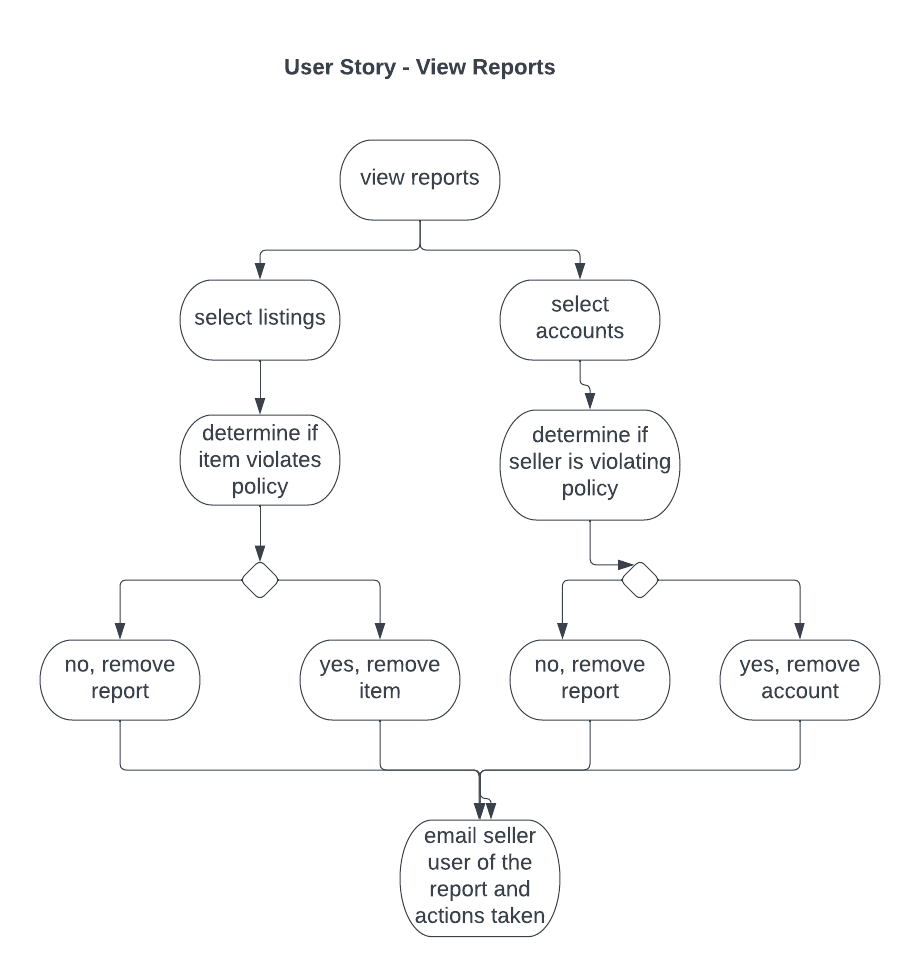 User Story - View Reports
view reports
select listings
select
accounts
determine if
item violates
policy
determine if
seller is violating
policy
no, remove
report
yes, remove
item
no, remove
report
yes, remove
account
email seller
user of the
report and
actions taken